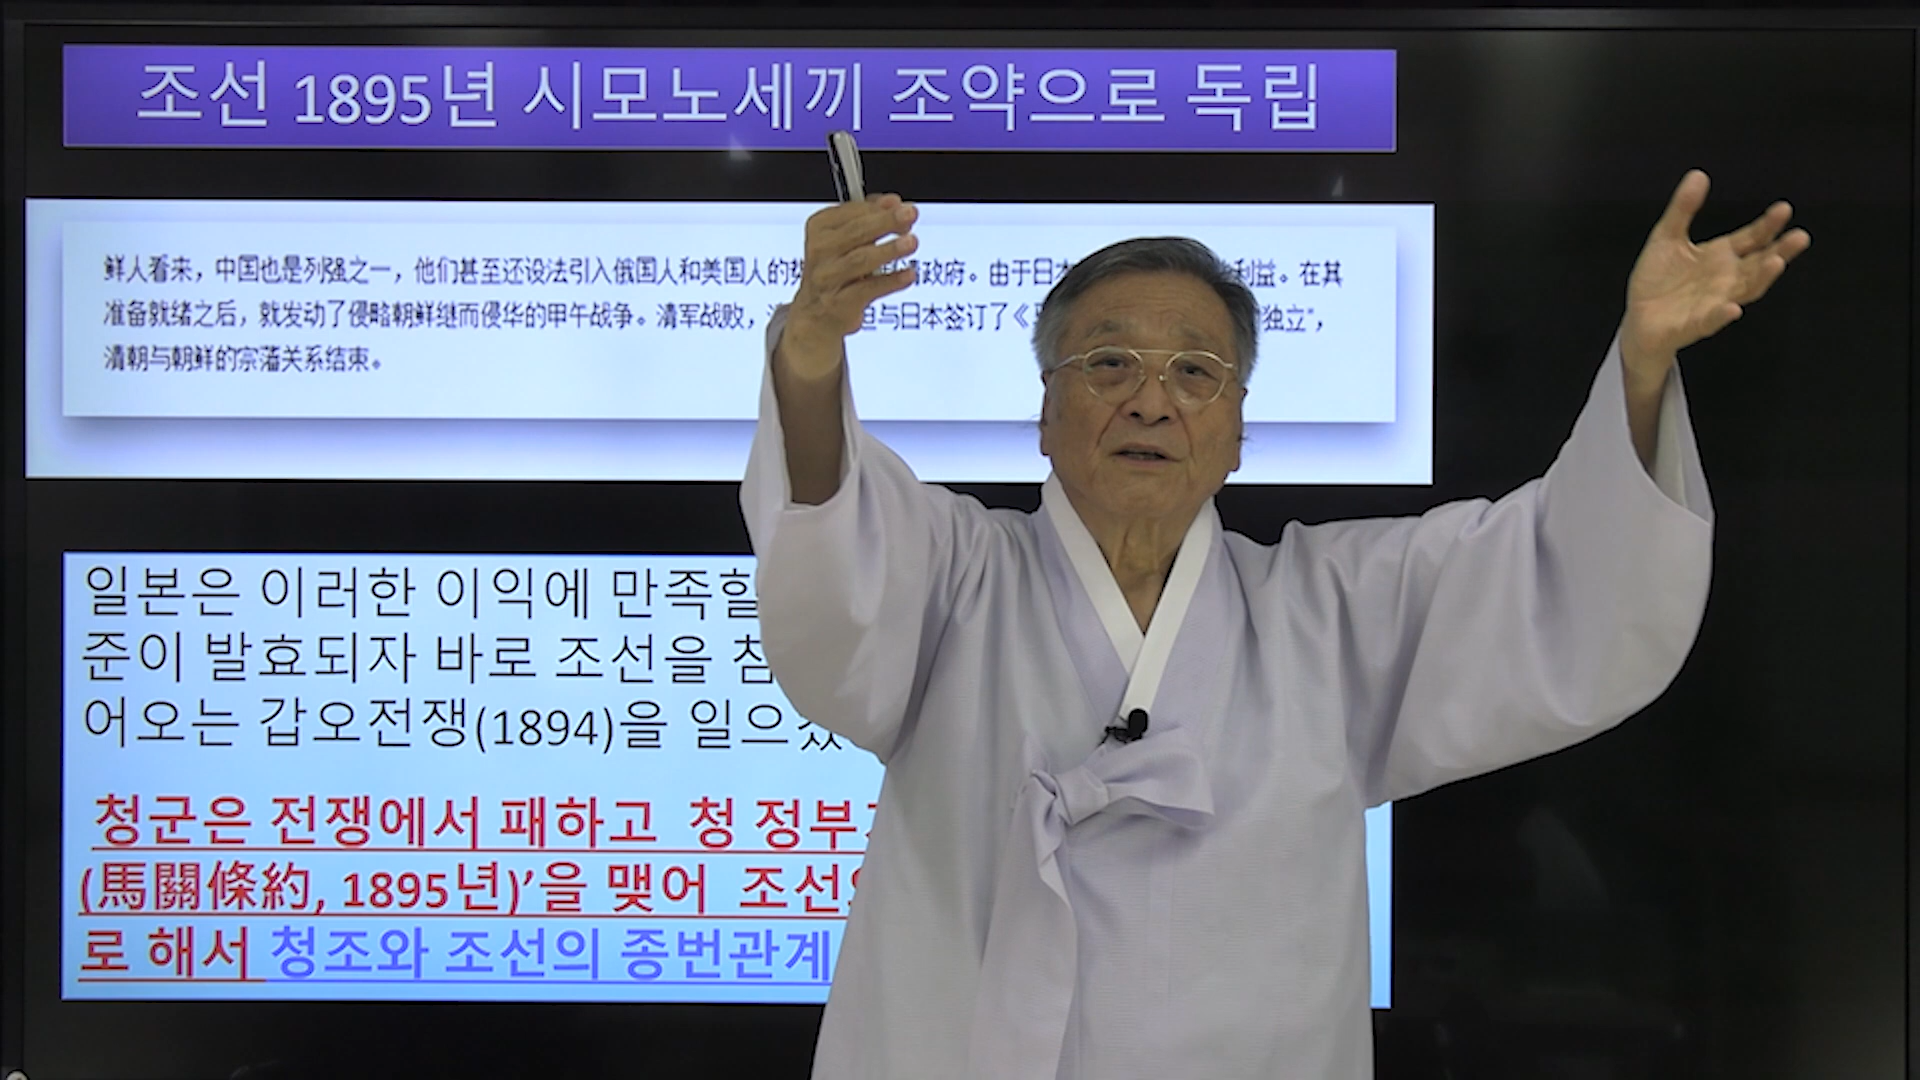 조선 1895년 시모노세끼 조약으로 독립
鲜人看来，中国也是列强之一，他们甚至还设法引入俄国人和美国人的 清政府。由于日本 利益。在其
准备就绪之后，就发动了侵略朝鲜继而侵华的甲午战争。清军战败， 与日本签订了《 独立"，
清朝与朝鲜的宗藩关系结束。
일본은 이러한 이익에 만족할
준이 발효되자 바로 조선을
어오는 갑오전쟁(1894)을 일으켰
청군은 전쟁에서 패하고 청 정부
(馬關條約, 1895년)’을 맺어 조선
로 해서 청조와 조선의 종번관계